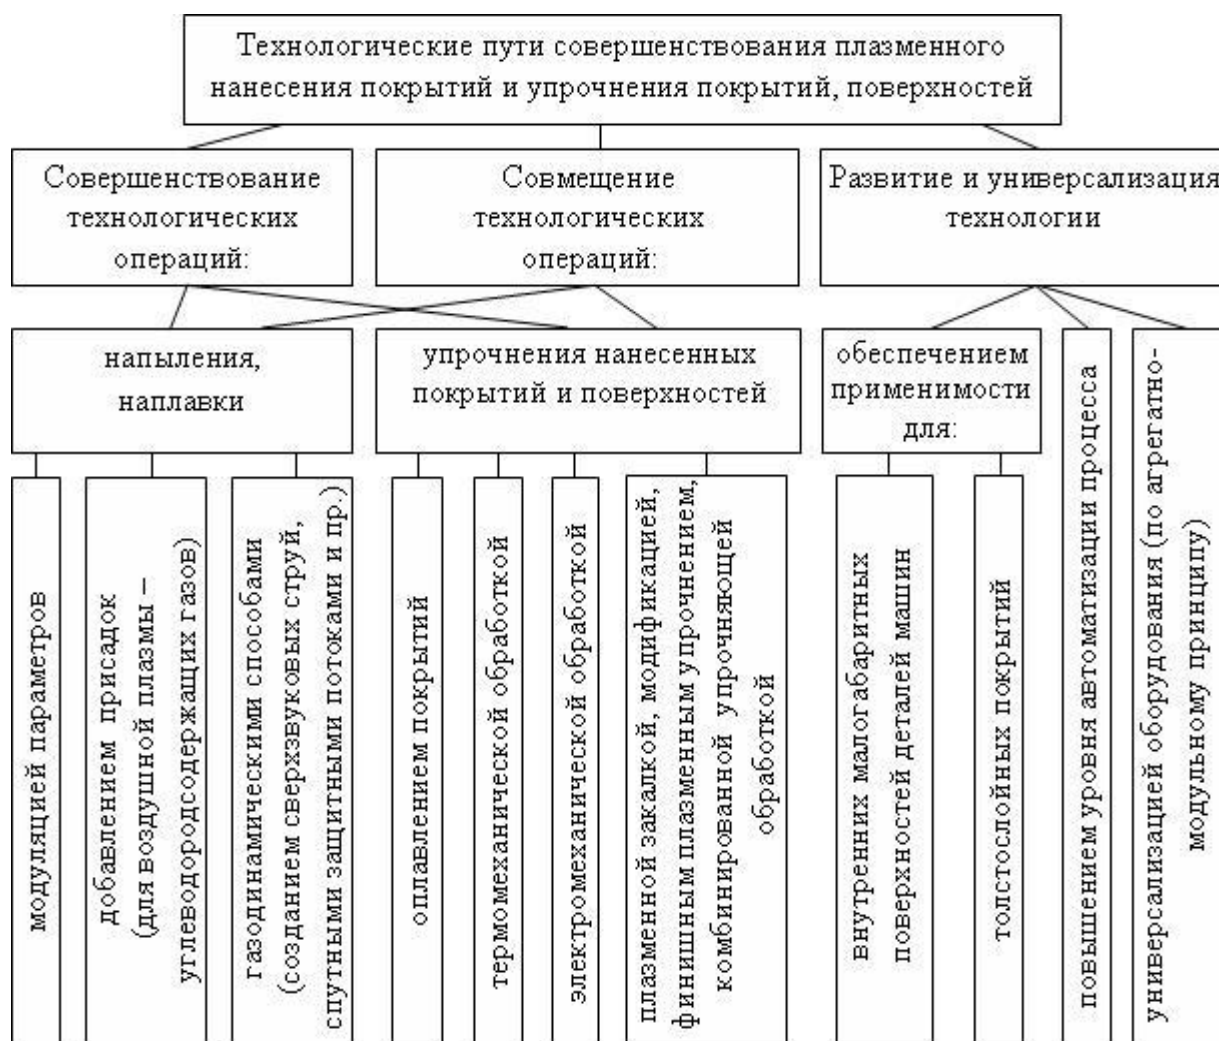 Технологические пути совершенствования плазменного
нанесения покрытий и упрочнения покрытий, поверхностей
Совершенствование
технологических
операций:
Совмещение
технологических
операций:
Развитие и универсализация
технологии
напыления,
наплавки
упрочнения нанесенных
покрытий и поверхностей
обеспечением
применимости
для:
модуляцией параметров
добавлением присадок
(для воздушной плазмы –
углеводородсодержащих газов)
газодинамическими способами
(созданием сверхзвуковых струй,
спутными защитными потоками и пр.)
оплавлением покрытий
термомеханической обработкой
электромеханической обработкой
плазменной закалкой, модификацией,
финишным плазменным упрочнением,
комбинированной упрочняющей
обработкой
внутренних малогабаритных
поверхностей деталей машин
толстослойных покрытий
повышением уровня автоматизации процесса
универсализацией оборудования (по агрегатно-
модульному принципу)